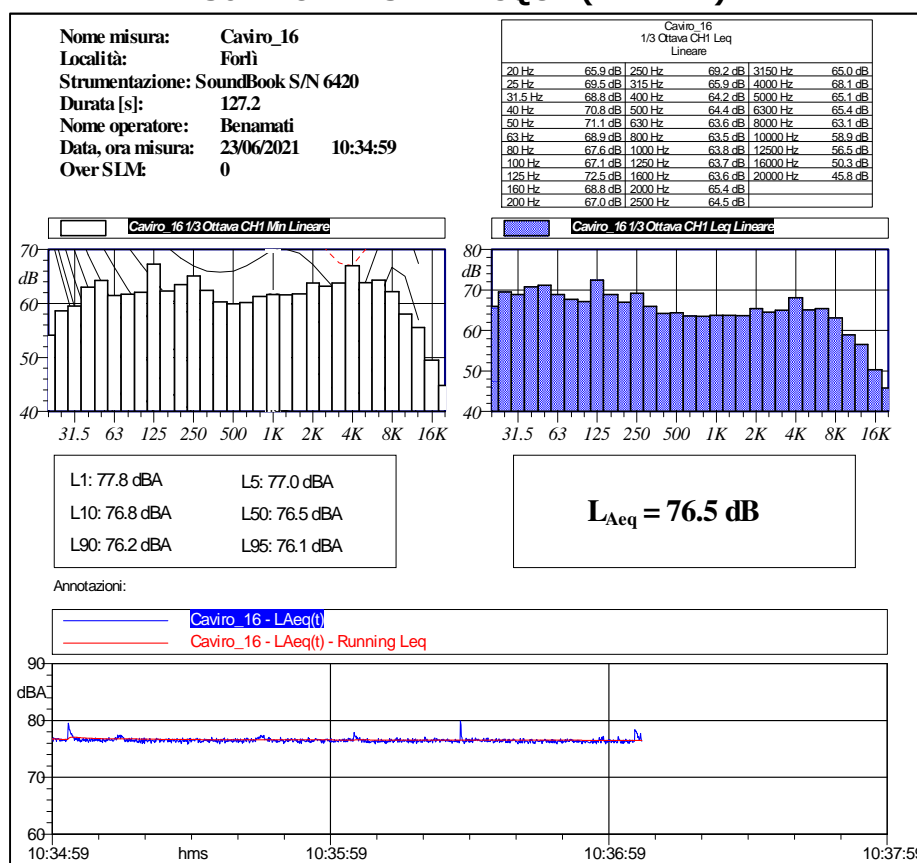 Nome misura: Caviro_16
Località: Forlì
Strumentazione: SoundBook S/N 6420
Durata [s]: 127.2
Nome operatore: Benamati
Data, ora misura: 23/06/2021 10:34:59
Over SLM: 0
Caviro_16
1/3 Ottava CH1 Leq
Lineare
20 Hz 65.9 dB 250 Hz 69.2 dB 3150 Hz 65.0 dB
25 Hz 69.5 dB 315 Hz 65.9 dB 4000 Hz 68.1 dB
31.5 Hz 68.8 dB 400 Hz 64.2 dB 5000 Hz 65.1 dB
40 Hz 70.8 dB 500 Hz 64.4 dB 6300 Hz 65.4 dB
50 Hz 71.1 dB 630 Hz 63.6 dB 8000 Hz 63.1 dB
63 Hz 68.9 dB 800 Hz 63.5 dB 10000 Hz 58.9 dB
80 Hz 67.6 dB 1000 Hz 63.8 dB 12500 Hz 56.5 dB
100 Hz 67.1 dB 1250 Hz 63.7 dB 16000 Hz 50.3 dB
125 Hz 72.5 dB 1600 Hz 63.6 dB 20000 Hz 45.8 dB
160 Hz 68.8 dB 2000 Hz 65.4 dB
200 Hz 67.0 dB 2500 Hz 64.5 dB
Caviro_16 1/3 Ottava CH1 Min Lineare
70
dB
60
50
40
31.5 63 125 250 500 1K 2K 4K 8K 16K
Caviro_16 1/3 Ottava CH1 Leq Lineare
80
dB
70
60
50
40
31.5 63 125 250 500 1K 2K 4K 8K 16K
L1: 77.8 dBA L5: 77.0 dBA
L10: 76.8 dBA L50: 76.5 dBA
L90: 76.2 dBA L95: 76.1 dBA
LAeq = 76.5 dB
Annotazioni:
Caviro_16 - LAeq(t)
Caviro_16 - LAeq(t) - Running Leq
90
dBA
80
70
60
10:34:59 hms 10:35:59 10:36:59 10:37:59